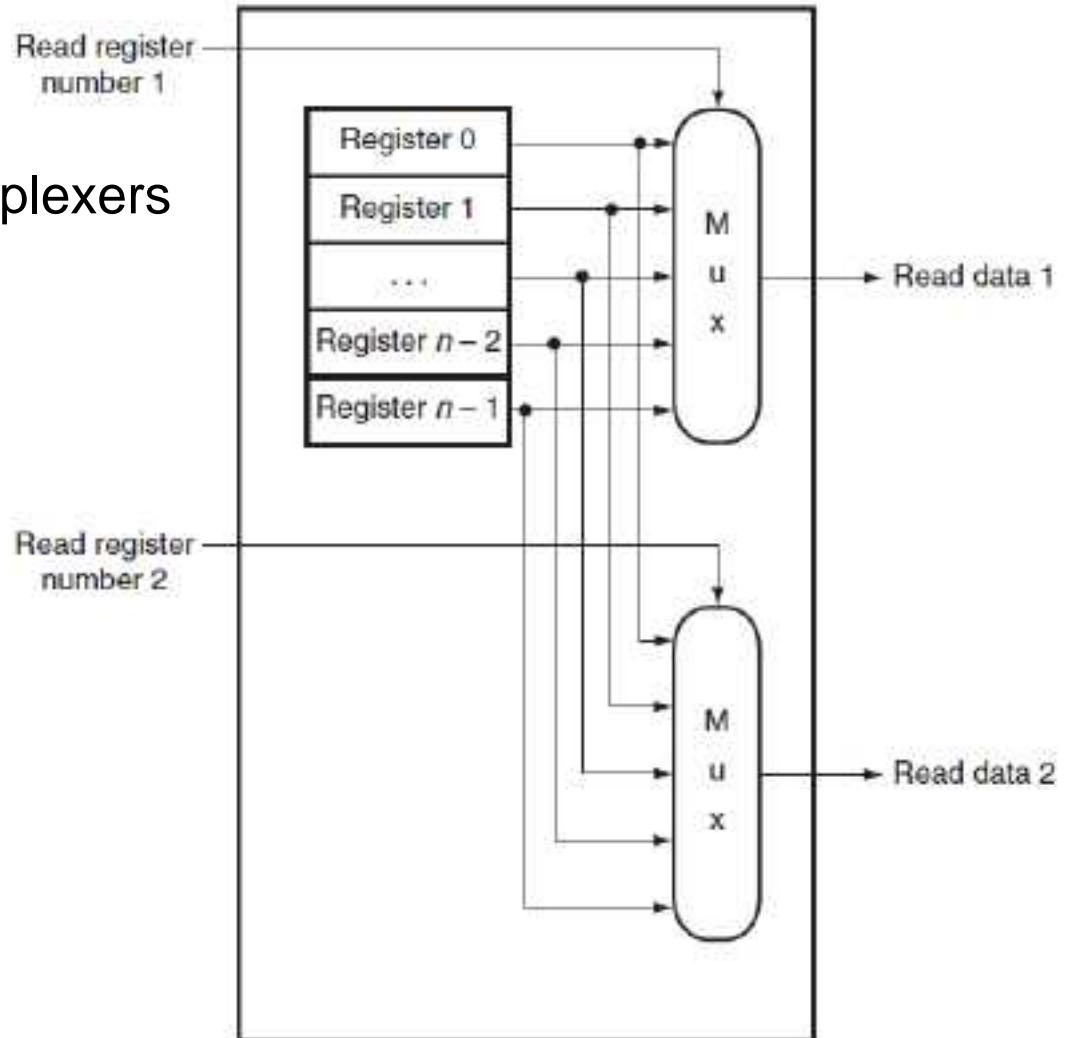 Read register
number 1
plexers
Register 0
Register 1
. . .
Register n – 2
Register n – 1
M
u
x
Read data 1
Read register
number 2
M
u
x
Read data 2